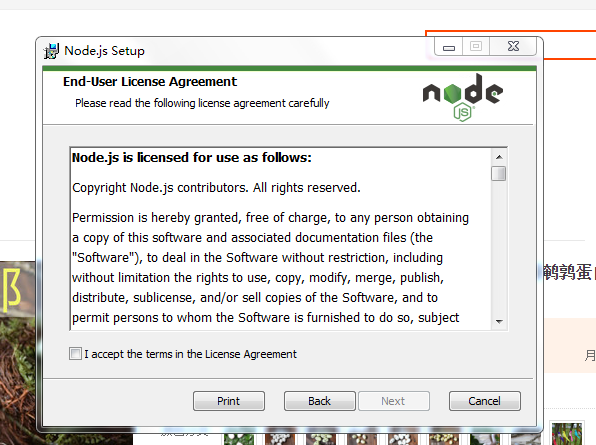 Node.js Setup
End-User License Agreement
Please read the following license agreement carefully
node
JS
Node.js is licensed for use as follows:
Copyright Node.js contributors. All rights reserved.
Permission is hereby granted, free of charge, to any person obtaining
a copy of this software and associated documentation files (the
"Software"), to deal in the Software without restriction, including
without limitation the rights to use, copy, modify, merge, publish,
distribute, sublicense, and/or sell copies of the Software, and to
permit persons to whom the Software is furnished to do so, subject
I accept the terms in the License Agreement
Print
Back
Next
Cancel
鹌鹑蛋
月